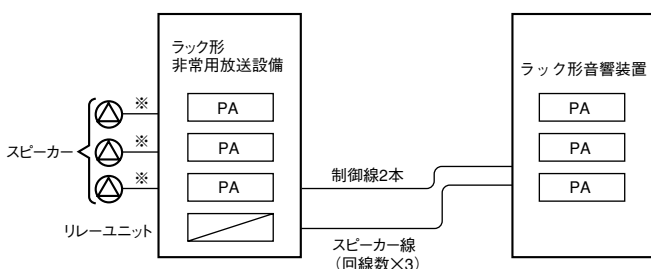 ラック形
非常用放送設備
ラック形音響装置
※
PA
PA
※
PA
PA
スピーカー
※
PA
制御線2本
PA
リレーユニット
スピーカー線
（回線数×3）